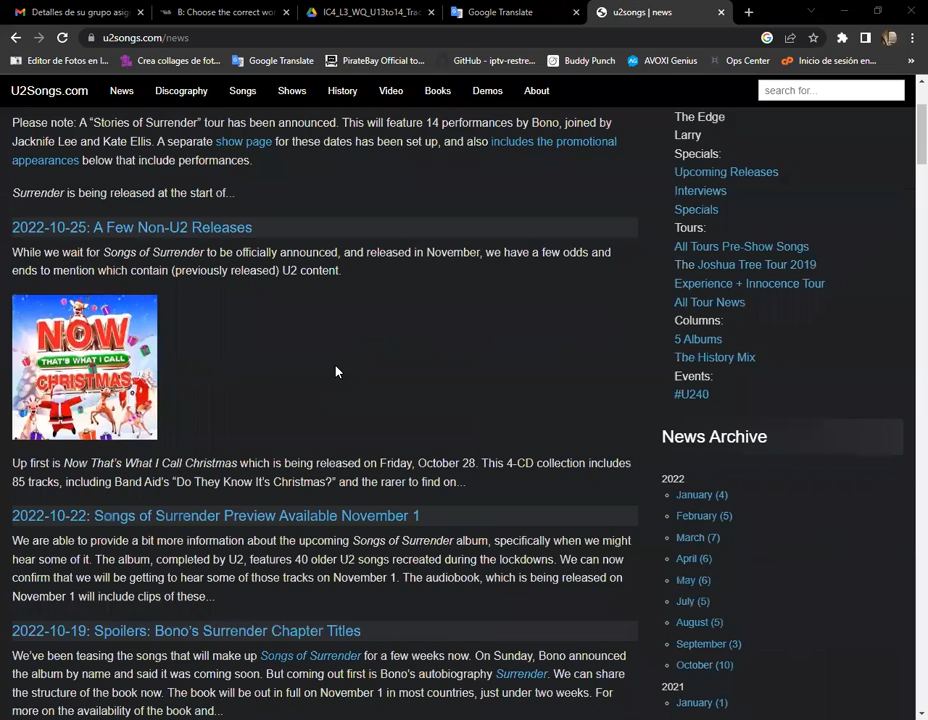 Detalles de su grupo asig
B: Choose the correct wo
IC4_L3_WQ_U13to14_Trac
Google Translate
u2songs | news
u2songs.com/news
Editor de Fotos en l...
Crea collages de fot...
Google Translate
PirateBay Official to...
GitHub - iptv-restre...
Buddy Punch
AVOXI Genius
Ops Center
Inicio de sesión en...
U2Songs.com
News
Discography
Songs
Shows
History
Video
Books
Demos
About
search for...
Please note: A “Stories of Surrender” tour has been announced. This will feature 14 performances by Bono, joined by
Jacknife Lee and Kate Ellis. A separate show page for these dates has been set up, and also includes the promotional
appearances below that include performances.
Surrender is being released at the start of...
2022-10-25: A Few Non-U2 Releases
While we wait for Songs of Surrender to be officially announced, and released in November, we have a few odds and
ends to mention which contain (previously released) U2 content.
NOW
THAT'S WHAT I CALL
CHRISTMAS
Up first is Now That’s What I Call Christmas which is being released on Friday, October 28. This 4-CD collection includes
85 tracks, including Band Aid’s “Do They Know It’s Christmas?” and the rarer to find on...
2022-10-22: Songs of Surrender Preview Available November 1
We are able to provide a bit more information about the upcoming Songs of Surrender album, specifically when we might
hear some of it. The album, completed by U2, features 40 older U2 songs recreated during the lockdowns. We can now
confirm that we will be getting to hear some of those tracks on November 1. The audiobook, which is being released on
November 1 will include clips of these...
2022-10-19: Spoilers: Bono’s Surrender Chapter Titles
We’ve been teasing the songs that will make up Songs of Surrender for a few weeks now. On Sunday, Bono announced
the album by name and said it was coming soon. But coming out first is Bono's autobiography Surrender. We can share
the structure of the book now. The book will be out in full on November 1 in most countries, just under two weeks. For
more on the availability of the book and...
The Edge
Larry
Specials:
Upcoming Releases
Interviews
Specials
Tours:
All Tours Pre-Show Songs
The Joshua Tree Tour 2019
Experience + Innocence Tour
All Tour News
Columns:
5 Albums
The History Mix
Events:
#U240
News Archive
2022
January (4)
February (5)
March (7)
April (6)
May (6)
July (5)
August (5)
September (3)
October (10)
2021
January (1)